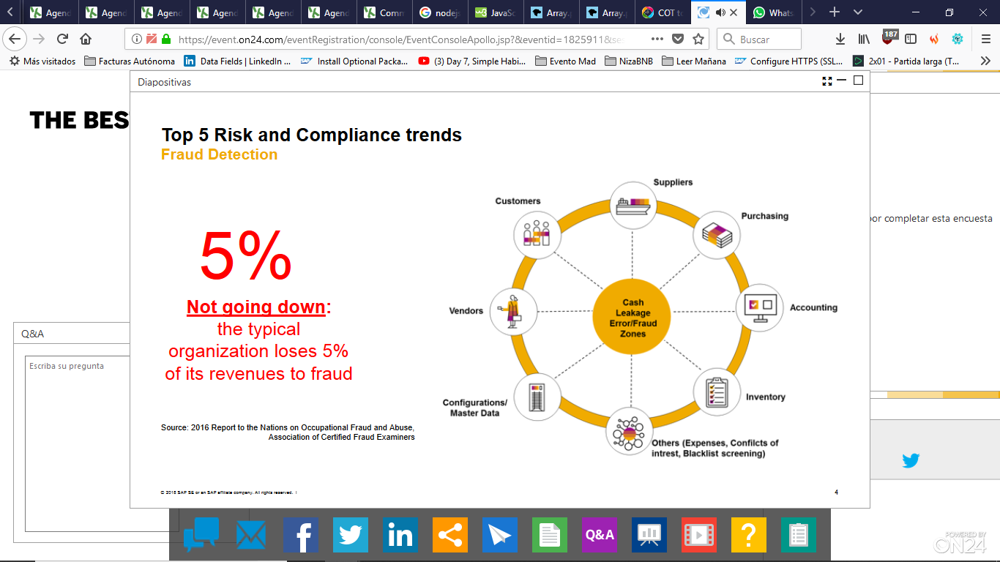 Agend
Agend
Agend
Agend
Agend
Agend
Comm
nodejs
JavaSc
Array.p
Array.p
COT to
Whats
https://event.on24.com/eventRegistration/console/EventConsoleApollo.jsp?&eventid=1825911&se
Buscar
187
Más visitados
Facturas Autónoma
Data Fields | LinkedIn ...
Install Optional Packa...
(3) Day 7, Simple Habi...
Evento Mad
NizaBNB
Leer Mañana
Configure HTTPS (SSL...
2x01 - Partida larga (T...
Diapositivas
THE BES
Top 5 Risk and Compliance trends
Fraud Detection
5%
Not going down:
the typical
organization loses 5%
of its revenues to fraud
Source: 2016 Report to the Nations on Occupational Fraud and Abuse,
Association of Certified Fraud Examiners
Suppliers
Customers
Purchasing
Vendors
Cash
Leakage
Error/Fraud
Zones
Accounting
Configurations/
Master Data
Inventory
Others (Expenses, Confilcts of
intrest, Blacklist screening)
por completar esta encuesta
Q&A
Escriba su pregunta
© 2018 SAP SE or an SAP affiliate company. All rights reserved. I
4
Q&A
POWERED BY
ON24